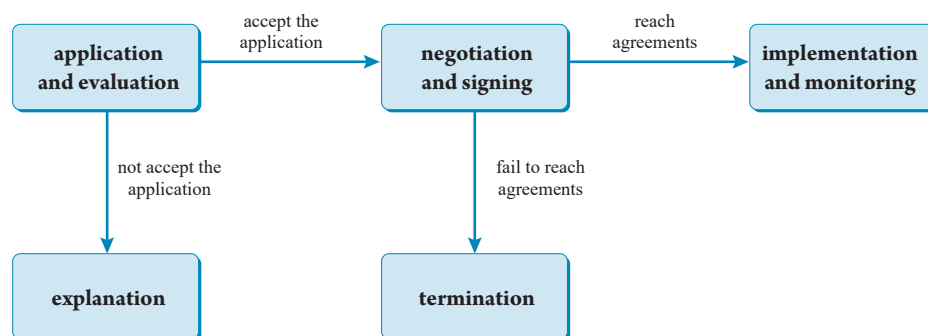 application
and evaluation
accept the
application
negotiation
and signing
reach
agreements
implementation
and monitoring
not accept the
application
fail to reach
agreements
explanation
termination